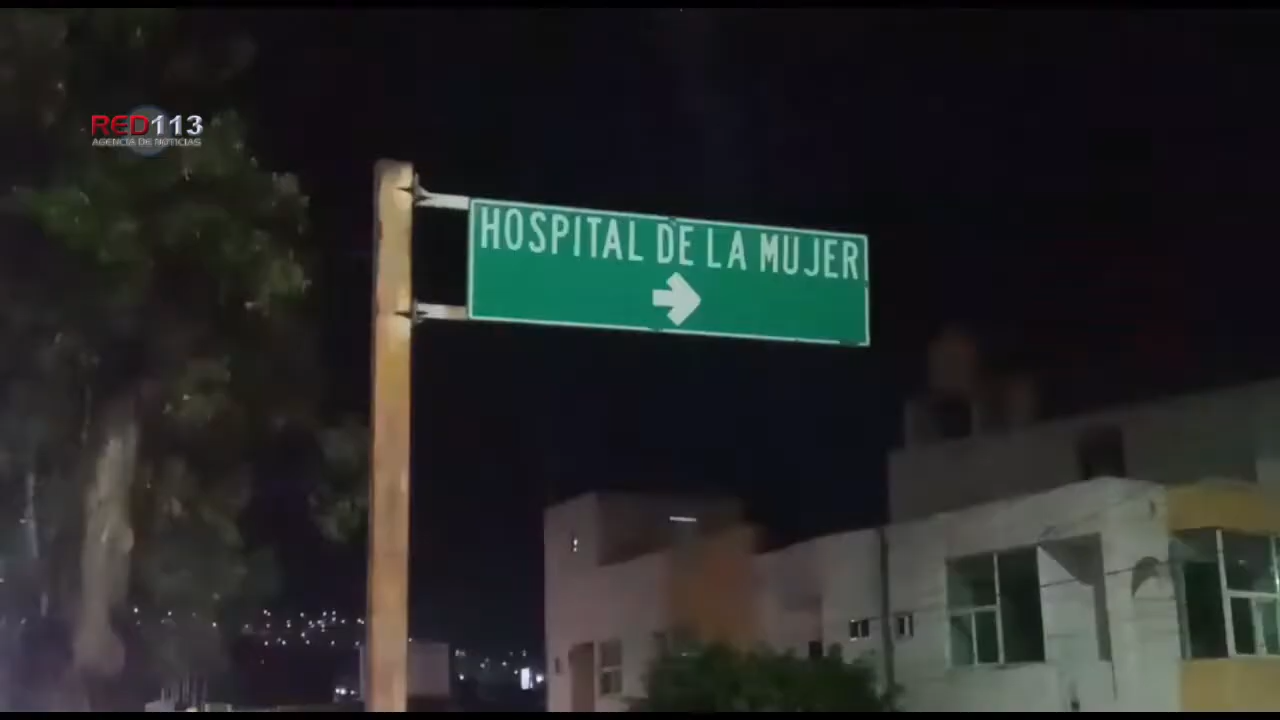 RED113
AGENCIA DE NOTICIAS
HOSPITAL DE LA MUJER